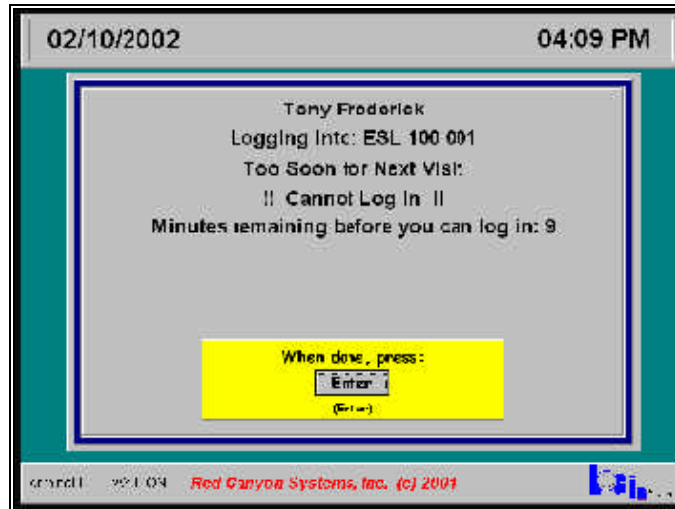 02/10/2002 04:09 PM
Tony Frederick
Logging Into: ESL 100 001
Too Soon for Next Visit
!! Cannot Log In !!
Minutes remaining before you can log in: 9
When done, press:
Enter
(Enter)
Red Canyon Systems, Inc. (c) 2001